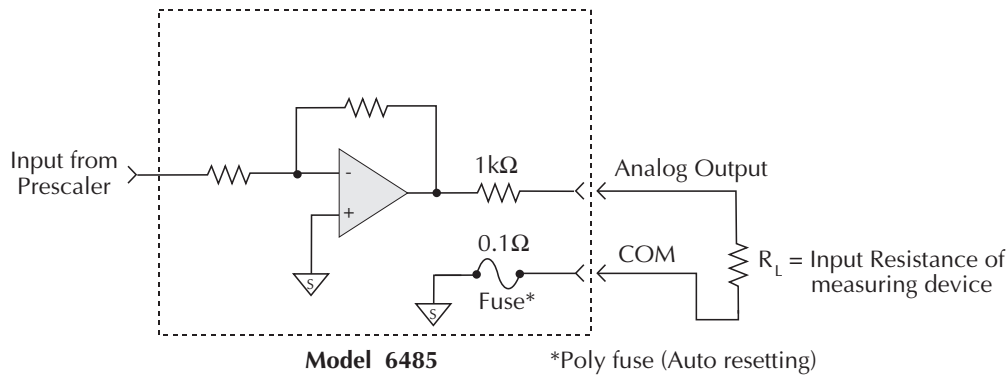 Input from
Prescaler
-
+
S
1kΩ
Analog Output
0.1Ω
COM
S
Fuse*
R_L = Input Resistance of
measuring device
Model 6485
*Poly fuse (Auto resetting)